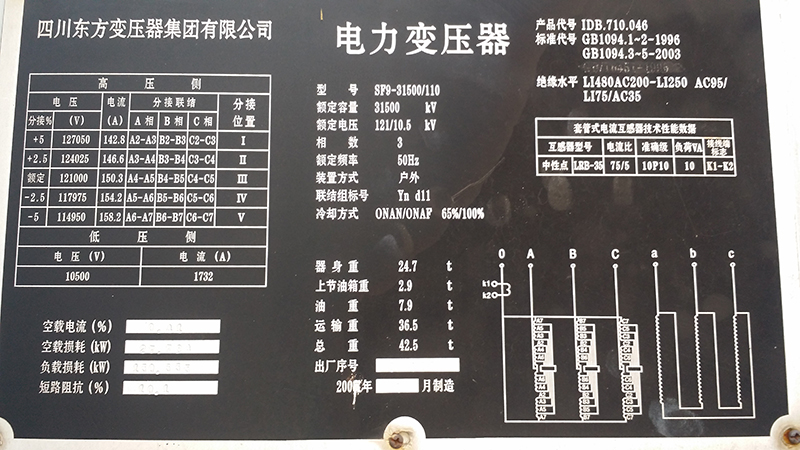 四川东方变压器集团有限公司
电力变压器
产品代号 IDB.710.046
标准代号 GB1094.1-2-1996
GB1094.3-5-2003
绝缘水平 LI480AC200-LI250 AC95/
LI75/AC35
高 压 侧
电 压 电流 分接联结 分接位置
分接% (V) (A) A相 B相 C相
+5 127050 142.8 A2-A3 B2-B3 C2-C3 I
+2.5 124025 146.6 A3-A4 B3-B4 C3-C4 II
额定 121000 150.3 A4-A5 B4-B5 C4-C5 III
-2.5 117975 154.2 A5-A6 B5-B6 C5-C6 IV
-5 114950 158.2 A6-A7 B6-B7 C6-C7 V
低 压 侧
电 压 (V) 电 流 (A)
10500 1732
空载电流(%)
空载损耗(kW)
负载损耗(kW)
短路阻抗(%)
型 号 SF9-31500/110
额定容量 31500 kV
额定电压 121/10.5 kV
相 数 3
额定频率 50Hz
装置方式 户外
联结组标号 Yn d11
冷却方式 ONAN/ONAF 65%/100%
器身重 24.7 t
上节油箱重 2.9 t
油 重 7.9 t
运输重 36.5 t
总 重 42.5 t
出厂序号
年 月制造
套管式电流互感器技术性能数据
互感器型号 电流比 准确级 负荷VA 接线端标志
中性点 LRB-35 75/5 10P10 10 K1-K2
0 A B C a b c
k1
k2